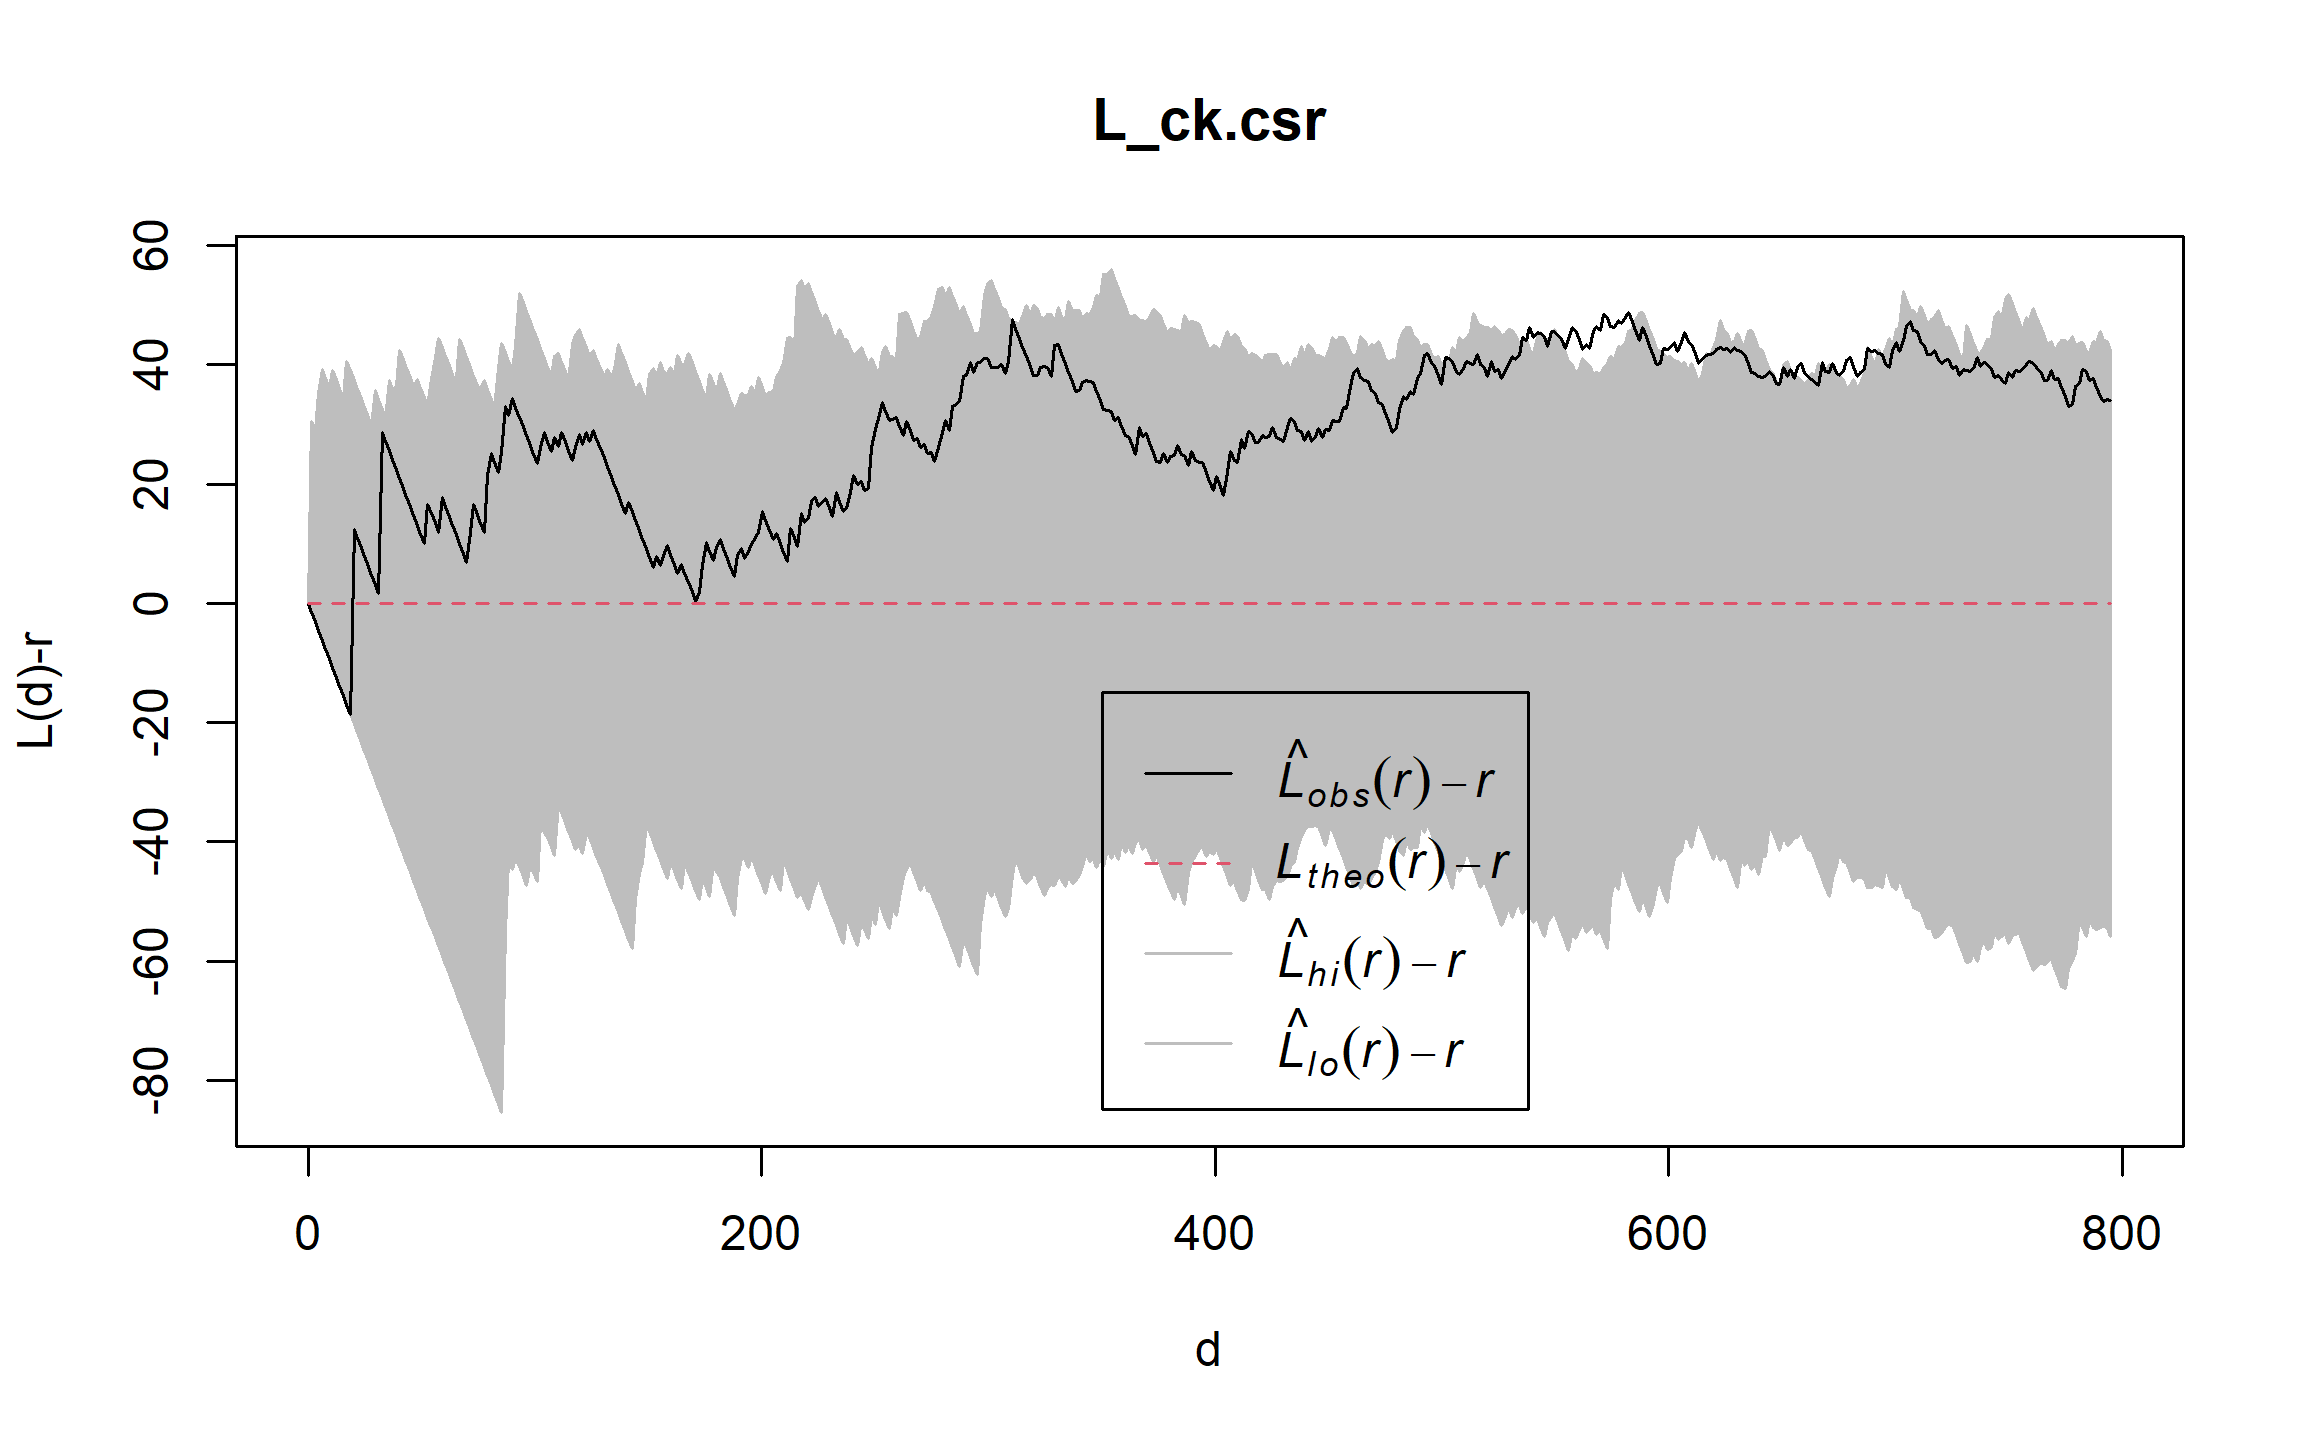 L_ck.csr
60
40
20
0
-20
-40
-60
-80
L(d)-r
L̂obs(r) – r
Ltheo(r) – r
L̂hi(r) – r
L̂lo(r) – r
0 200 400 600 800
d